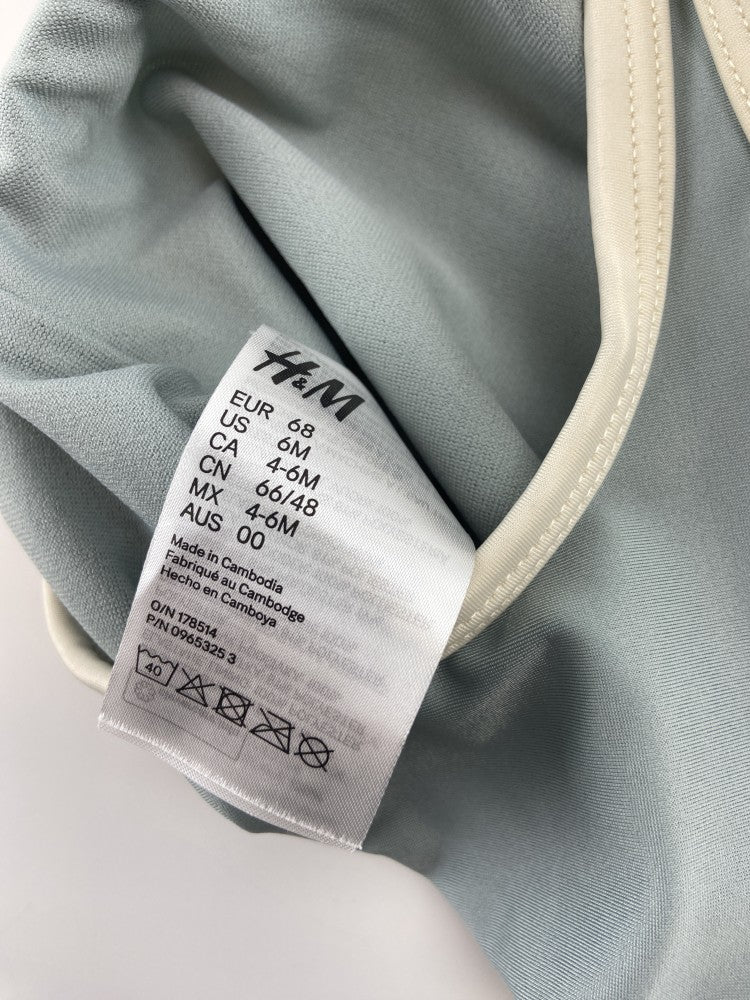 H&M
EUR 68
US 6M
CA 4-6M
CN 66/48
MX 4-6M
AUS 00
Made in Cambodia
Fabriqué au Cambodge
Hecho en Camboya
O/N 178514
P/N 0965325 3
40